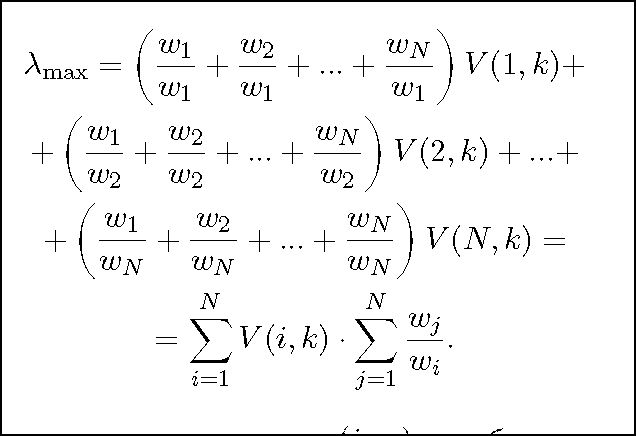 λ_max = (w_1/w_1 + w_2/w_1 + ... + w_N/w_1) V(1, k)+
+ (w_1/w_2 + w_2/w_2 + ... + w_N/w_2) V(2, k) + ...+
+ (w_1/w_N + w_2/w_N + ... + w_N/w_N) V(N, k) =
= ∑_{i=1}^{N} V(i, k) · ∑_{j=1}^{N} w_j/w_i.